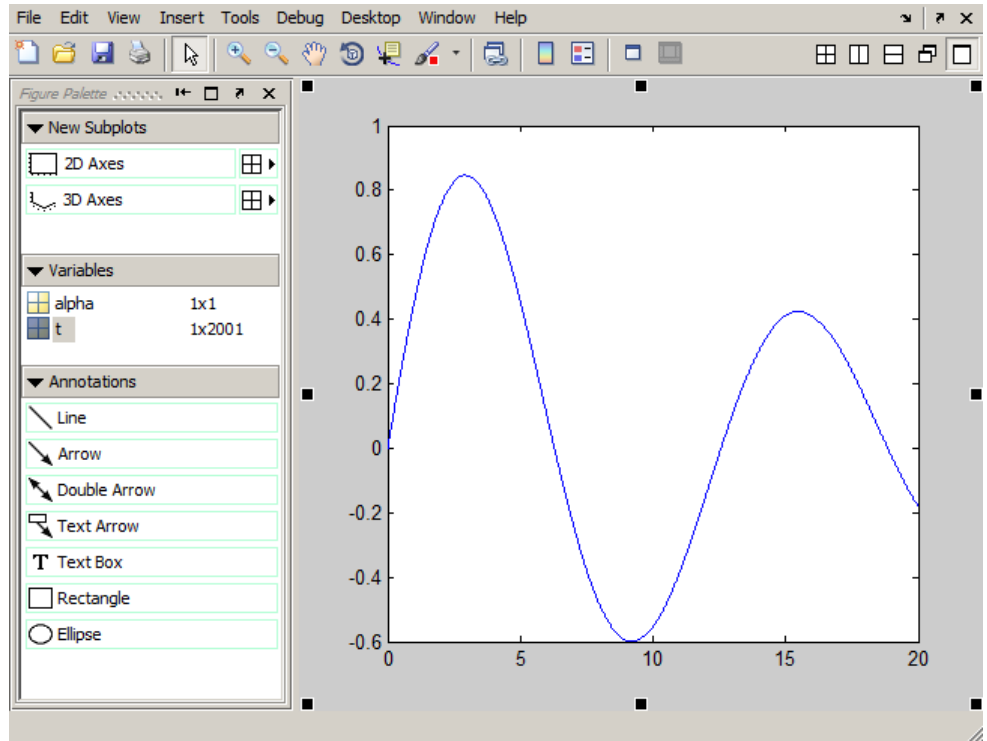 File Edit View Insert Tools Debug Desktop Window Help
Figure Palette
New Subplots
2D Axes
3D Axes
Variables
alpha 1x1
t 1x2001
Annotations
Line
Arrow
Double Arrow
Text Arrow
T Text Box
Rectangle
Ellipse
1
0.8
0.6
0.4
0.2
0
-0.2
-0.4
-0.6
0 5 10 15 20